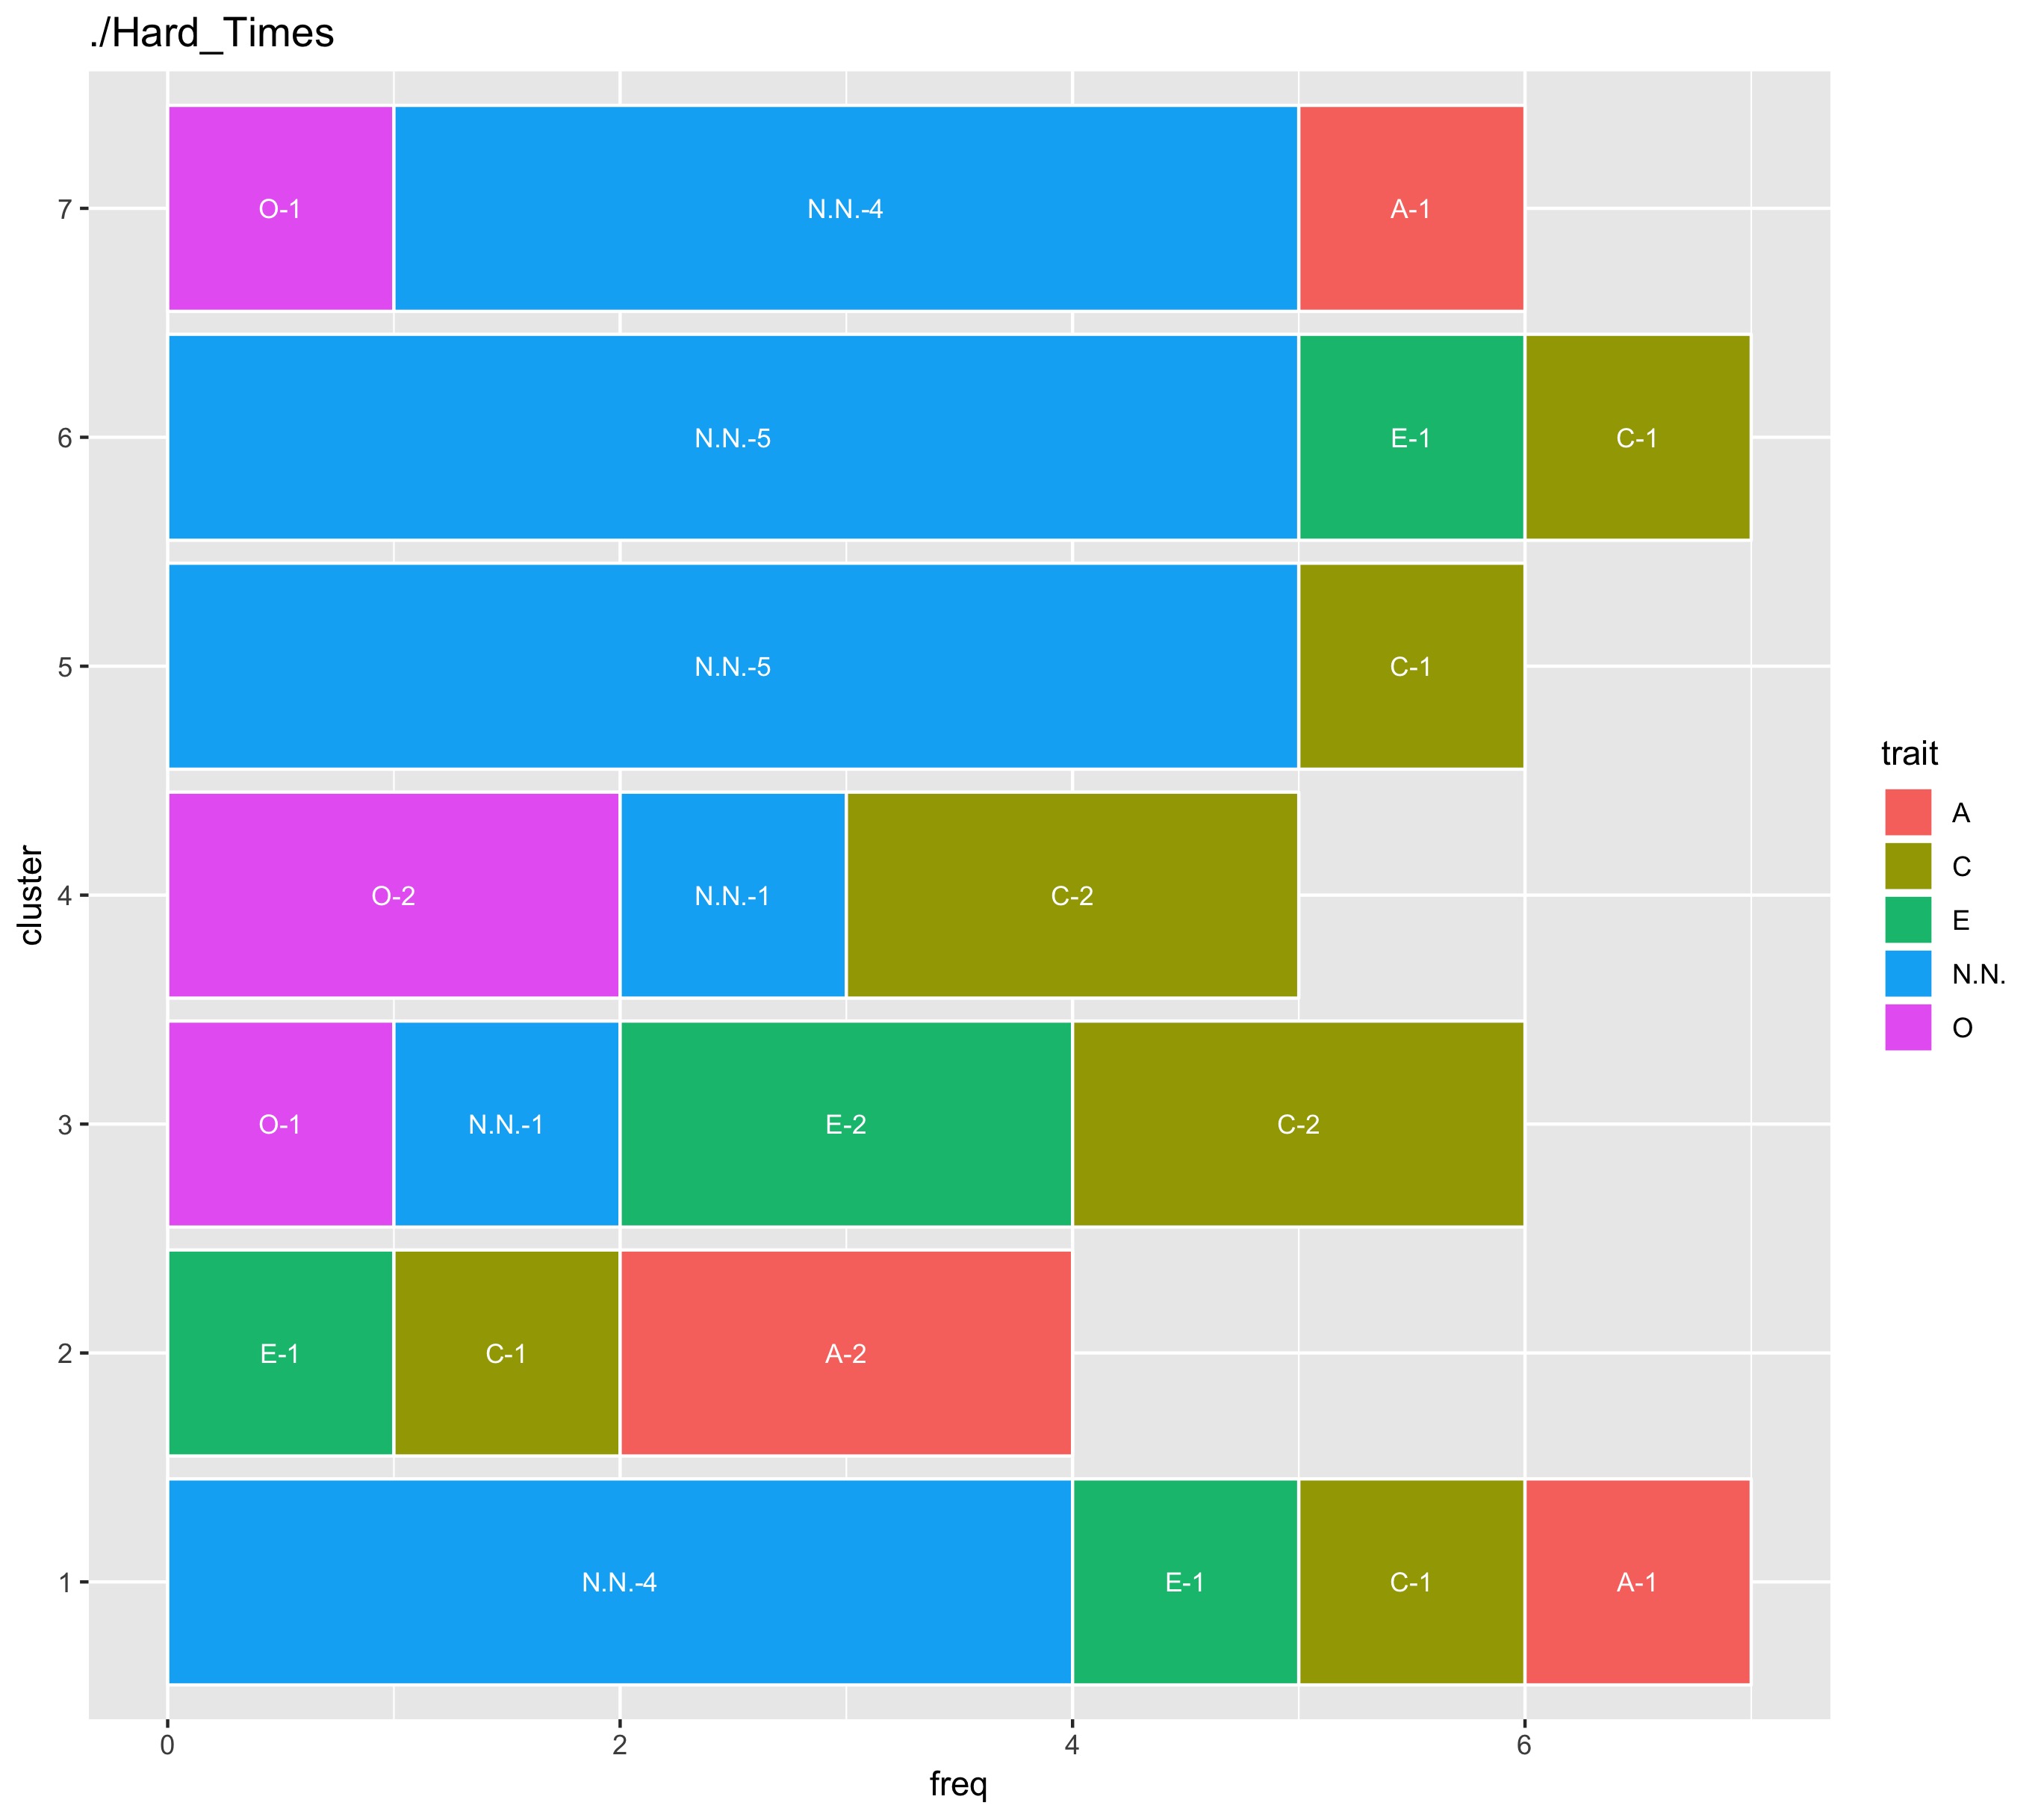 ./Hard_Times
7
O-1 N.N.-4 A-1
6
N.N.-5 E-1 C-1
5
N.N.-5 C-1
4
O-2 N.N.-1 C-2
3
O-1 N.N.-1 E-2 C-2
2
E-1 C-1 A-2
1
N.N.-4 E-1 C-1 A-1
cluster
0 2 4 6
freq
trait
A
C
E
N.N.
O